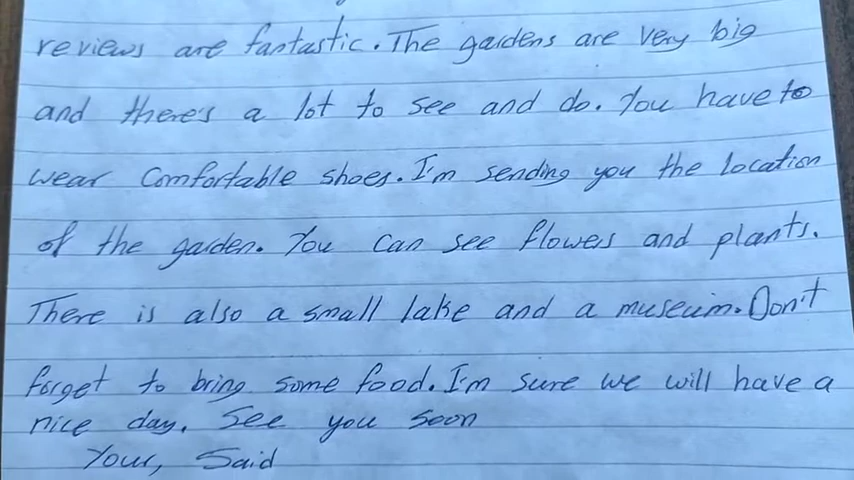 reviews are fantastic. The gardens are very big
and there's a lot to see and do. You have to
wear comfortable shoes. I'm sending you the location
of the garden. You can see flowers and plants.
There is also a small lake and a museum. Don't
forget to bring some food. I'm sure we will have a
nice day. See you soon
Your, Said